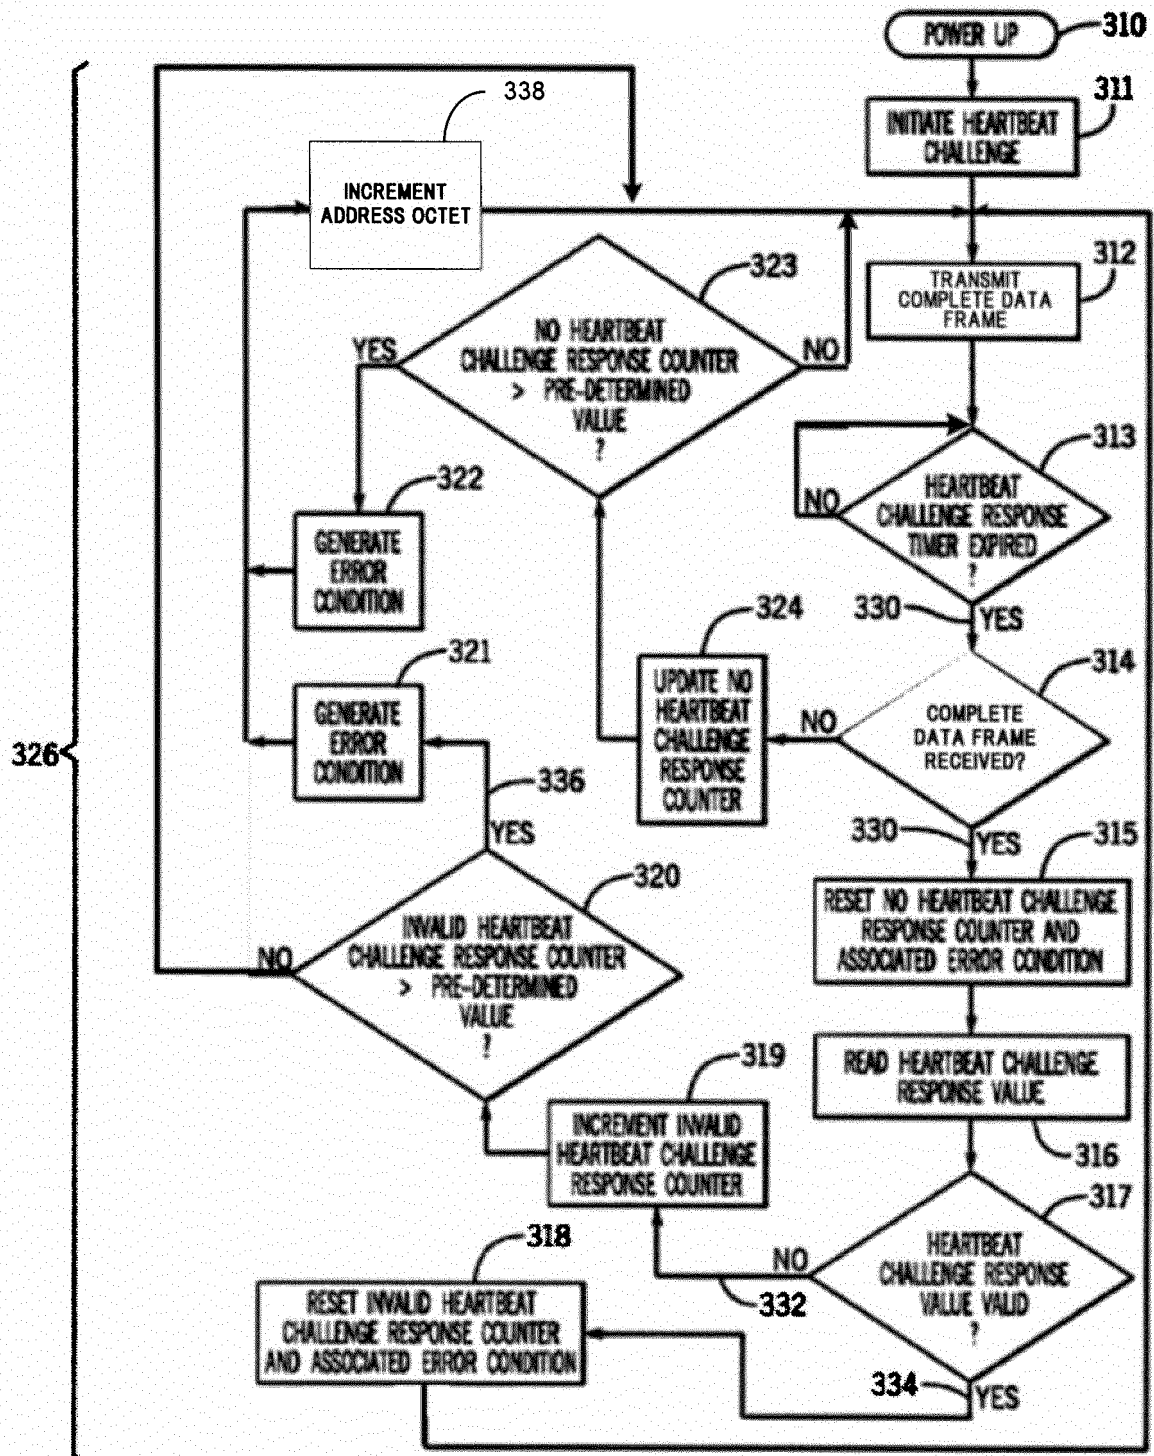 POWER UP
310
311
INITIATE HEARTBEAT
CHALLENGE
338
INCREMENT
ADDRESS OCTET
312
TRANSMIT
COMPLETE DATA
FRAME
323
NO HEARTBEAT
CHALLENGE RESPONSE COUNTER
> PRE-DETERMINED
VALUE
?
YES
NO
313
HEARTBEAT
CHALLENGE RESPONSE
TIMER EXPIRED
?
NO
322
GENERATE
ERROR
CONDITION
330
YES
324
UPDATE NO
HEARTBEAT
CHALLENGE
RESPONSE
COUNTER
314
COMPLETE
DATA FRAME
RECEIVED?
NO
321
GENERATE
ERROR
CONDITION
326
336
YES
330
YES
315
RESET NO HEARTBEAT CHALLENGE
RESPONSE COUNTER AND
ASSOCIATED ERROR CONDITION
320
INVALID HEARTBEAT
CHALLENGE RESPONSE COUNTER
> PRE-DETERMINED
VALUE
?
NO
READ HEARTBEAT CHALLENGE
RESPONSE VALUE
316
319
INCREMENT INVALID
HEARTBEAT CHALLENGE
RESPONSE COUNTER
317
HEARTBEAT
CHALLENGE RESPONSE
VALUE VALID
?
NO
332
318
RESET INVALID HEARTBEAT
CHALLENGE RESPONSE COUNTER
AND ASSOCIATED ERROR CONDITION
334
YES